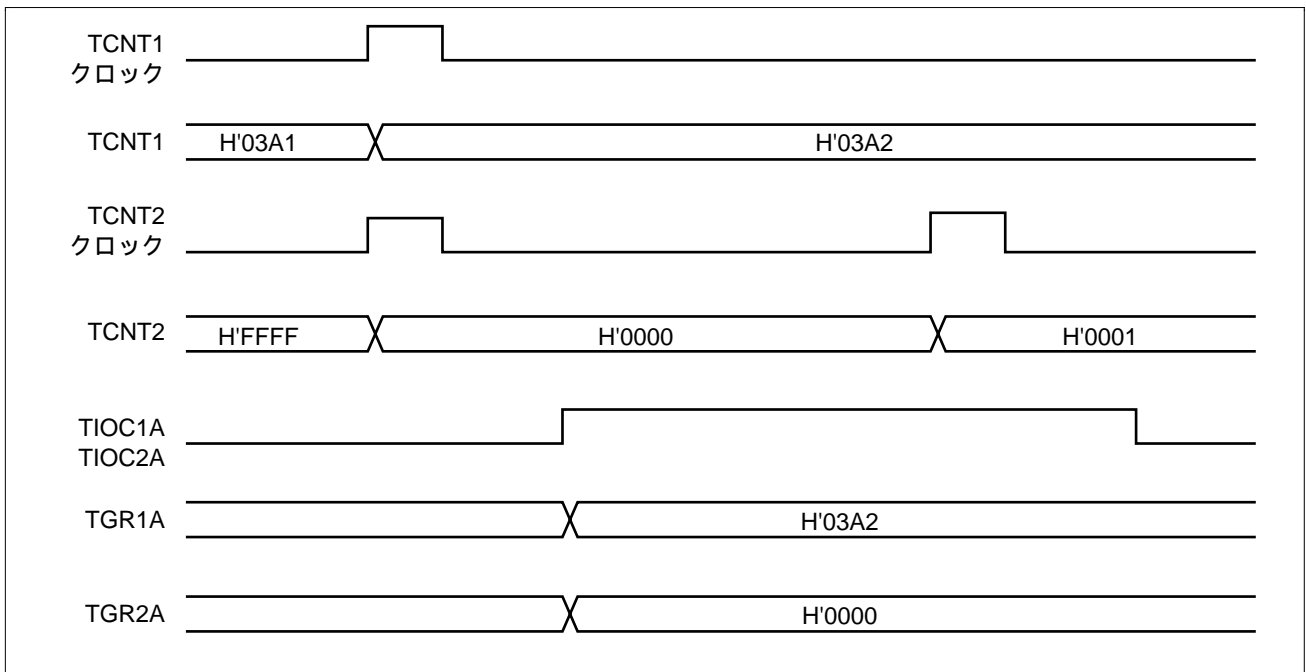 TCNT1
クロック
TCNT1
H'03A1
H'03A2
TCNT2
クロック
TCNT2
H'FFFF
H'0000
H'0001
TIOC1A
TIOC2A
TGR1A
H'03A2
TGR2A
H'0000